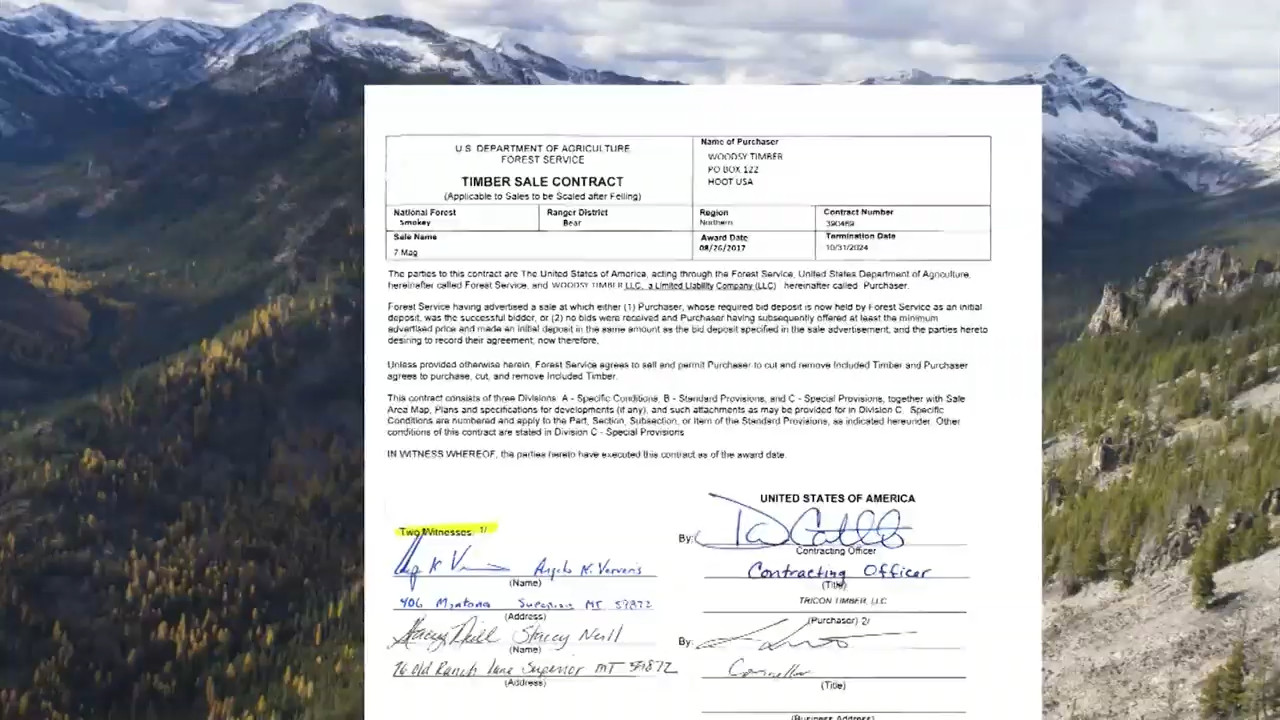 U.S. DEPARTMENT OF AGRICULTURE
FOREST SERVICE
TIMBER SALE CONTRACT
(Applicable to Sales to be Scaled after Felling)
Name of Purchaser
WOODSY TIMBER
PO BOX 122
HOOT USA
National Forest
Smokey
Ranger District
Bear
Region
Northern
Contract Number
390469
Sale Name
7 Mag
Award Date
08/26/2017
Termination Date
10/31/2024
The parties to this contract are The United States of America, acting through the Forest Service, United States Department of Agriculture,
hereinafter called Forest Service, and WOODSY TIMBER LLC, a Limited Liability Company (LLC) hereinafter called Purchaser.
Forest Service having advertised a sale at which either (1) Purchaser, whose required bid deposit is now held by Forest Service as an initial
deposit, was the successful bidder, or (2) no bids were received and Purchaser having subsequently offered at least the minimum
advertised price and made an initial deposit in the same amount as the bid deposit specified in the sale advertisement, and the parties hereto
desiring to record their agreement, now therefore,
Unless provided otherwise herein, Forest Service agrees to sell and permit Purchaser to cut and remove Included Timber and Purchaser
agrees to purchase, cut, and remove Included Timber.
This contract consists of three Divisions: A - Specific Conditions, B - Standard Provisions, and C - Special Provisions, together with Sale
Area Map, Plans and specifications for developments (if any), and such attachments as may be provided for in Division C. Specific
Conditions are numbered and apply to the Part, Section, Subsection, or Item of the Standard Provisions, as indicated hereunder. Other
conditions of this contract are stated in Division C - Special Provisions
IN WITNESS WHEREOF, the parties hereto have executed this contract as of the award date.
UNITED STATES OF AMERICA
Two Witnesses: 1/
By:
Contracting Officer
Angelo K. Ververis
(Name)
Contracting Officer
(Title)
406 Montana Superior MT 59872
(Address)
TRICON TIMBER, LLC
(Purchaser) 2/
Stacey Neill Stacey Neill
(Name)
By:
76 Old Ranch Lane Superior MT 59872
(Address)
Controller
(Title)
(Business Address)